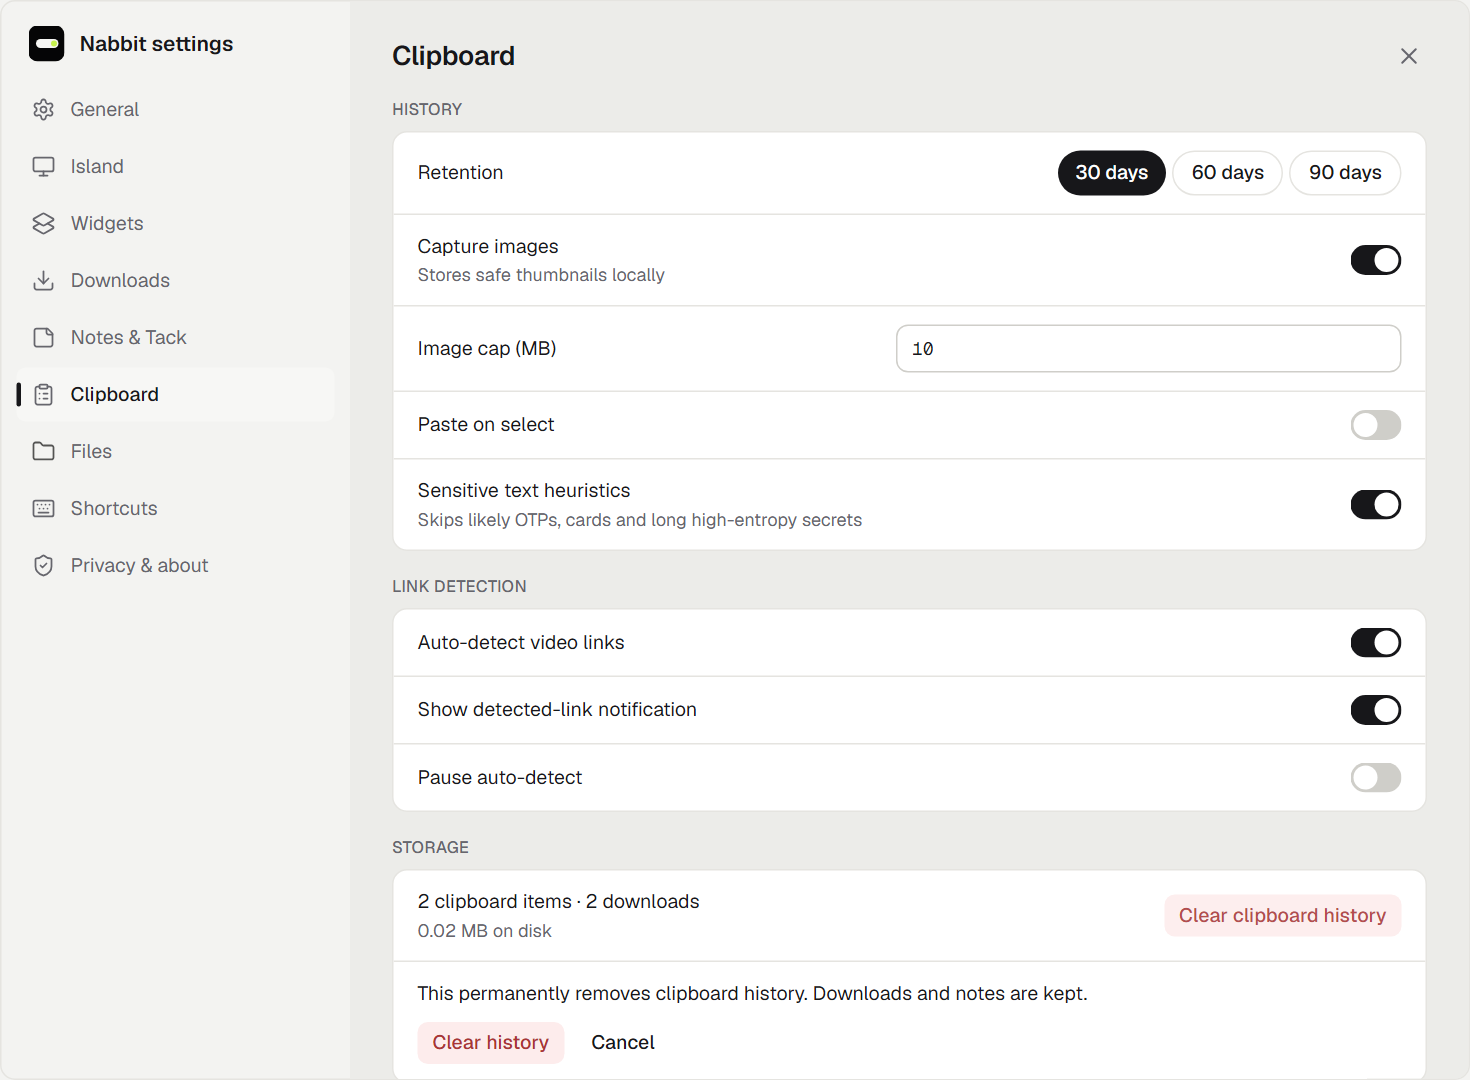 Nabbit settings
General
Island
Widgets
Downloads
Notes & Tack
Clipboard
Files
Shortcuts
Privacy & about
Clipboard
HISTORY
Retention
30 days
60 days
90 days
Capture images
Stores safe thumbnails locally
Image cap (MB)
10
Paste on select
Sensitive text heuristics
Skips likely OTPs, cards and long high-entropy secrets
LINK DETECTION
Auto-detect video links
Show detected-link notification
Pause auto-detect
STORAGE
2 clipboard items · 2 downloads
0.02 MB on disk
Clear clipboard history
This permanently removes clipboard history. Downloads and notes are kept.
Clear history
Cancel